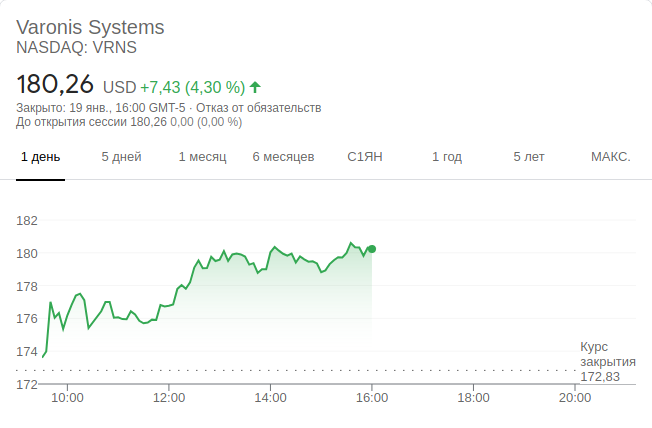 Varonis Systems
NASDAQ: VRNS
180,26 USD +7,43 (4,30 %)
Закрыто: 19 янв., 16:00 GMT-5 · Отказ от обязательств
До открытия сессии 180,26 0,00 (0,00 %)
1 день 5 дней 1 месяц 6 месяцев С1ЯН 1 год 5 лет МАКС.
182
180
178
176
174
Курс
закрытия
172,83
172
10:00 12:00 14:00 16:00 18:00 20:00